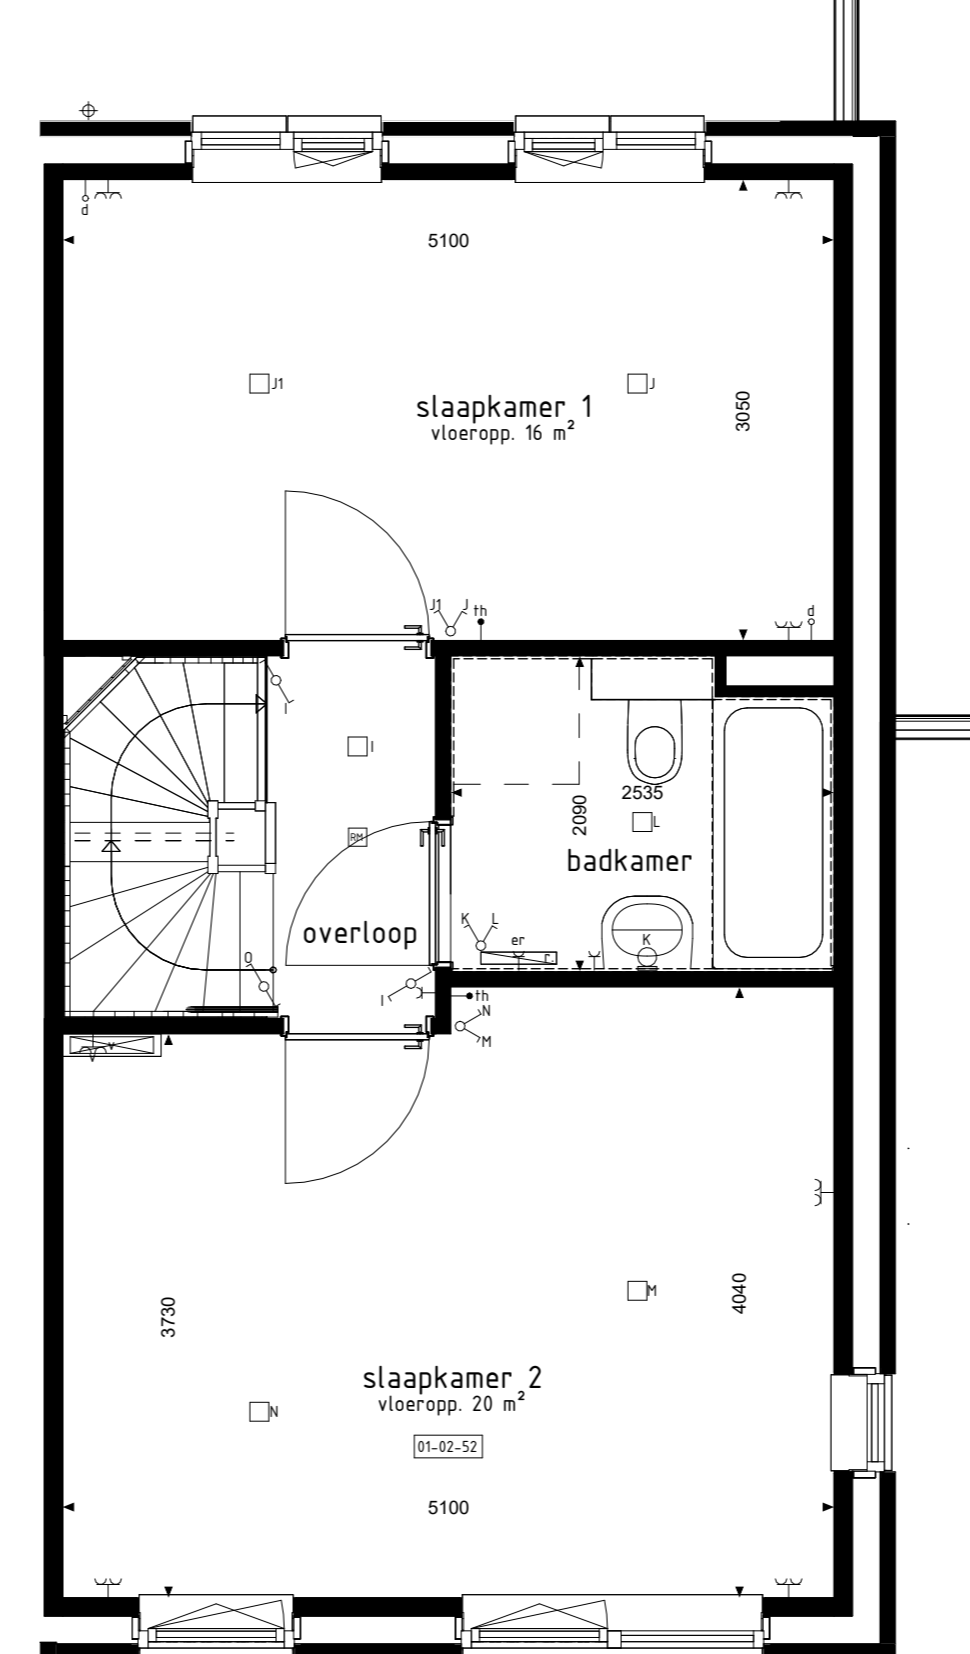 d
5100
J1
J
slaapkamer 1
vloeropp. 16 m²
3050
J1
J
th
d
I
I
2535
2090
L
RM
badkamer
overloop
K
L
er
K
r.
O
I
th
N
M
v
M
3730
4040
slaapkamer 2
vloeropp. 20 m²
N
01-02-52
5100